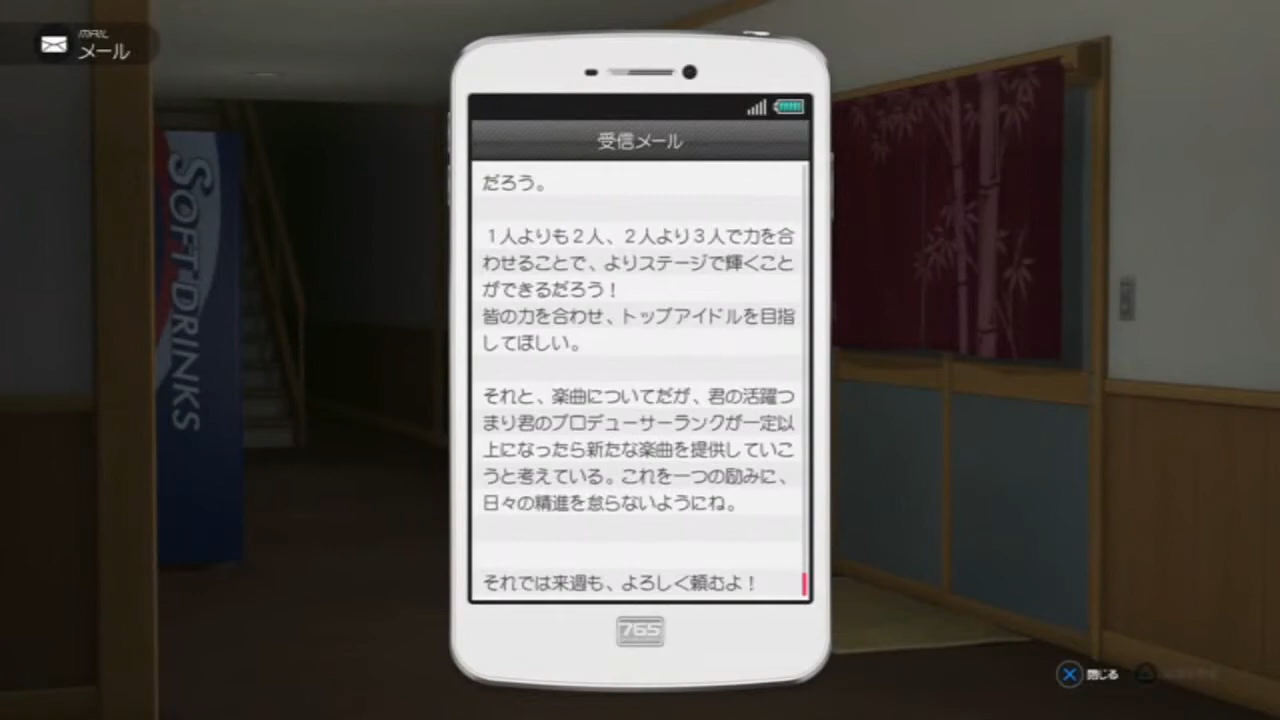 MAIL
メール
SOFT DRINKS
受信メール
だろう。
１人よりも２人、２人より３人で力を合
わせることで、よりステージで輝くこと
ができるだろう！
皆の力を合わせ、トップアイドルを目指
してほしい。
それと、楽曲についてだが、君の活躍つ
まり君のプロデューサーランクが一定以
上になったら新たな楽曲を提供していこ
うと考えている。これを一つの励みに、
日々の精進を怠らないようにね。
それでは来週も、よろしく頼むよ！
765
閉じる